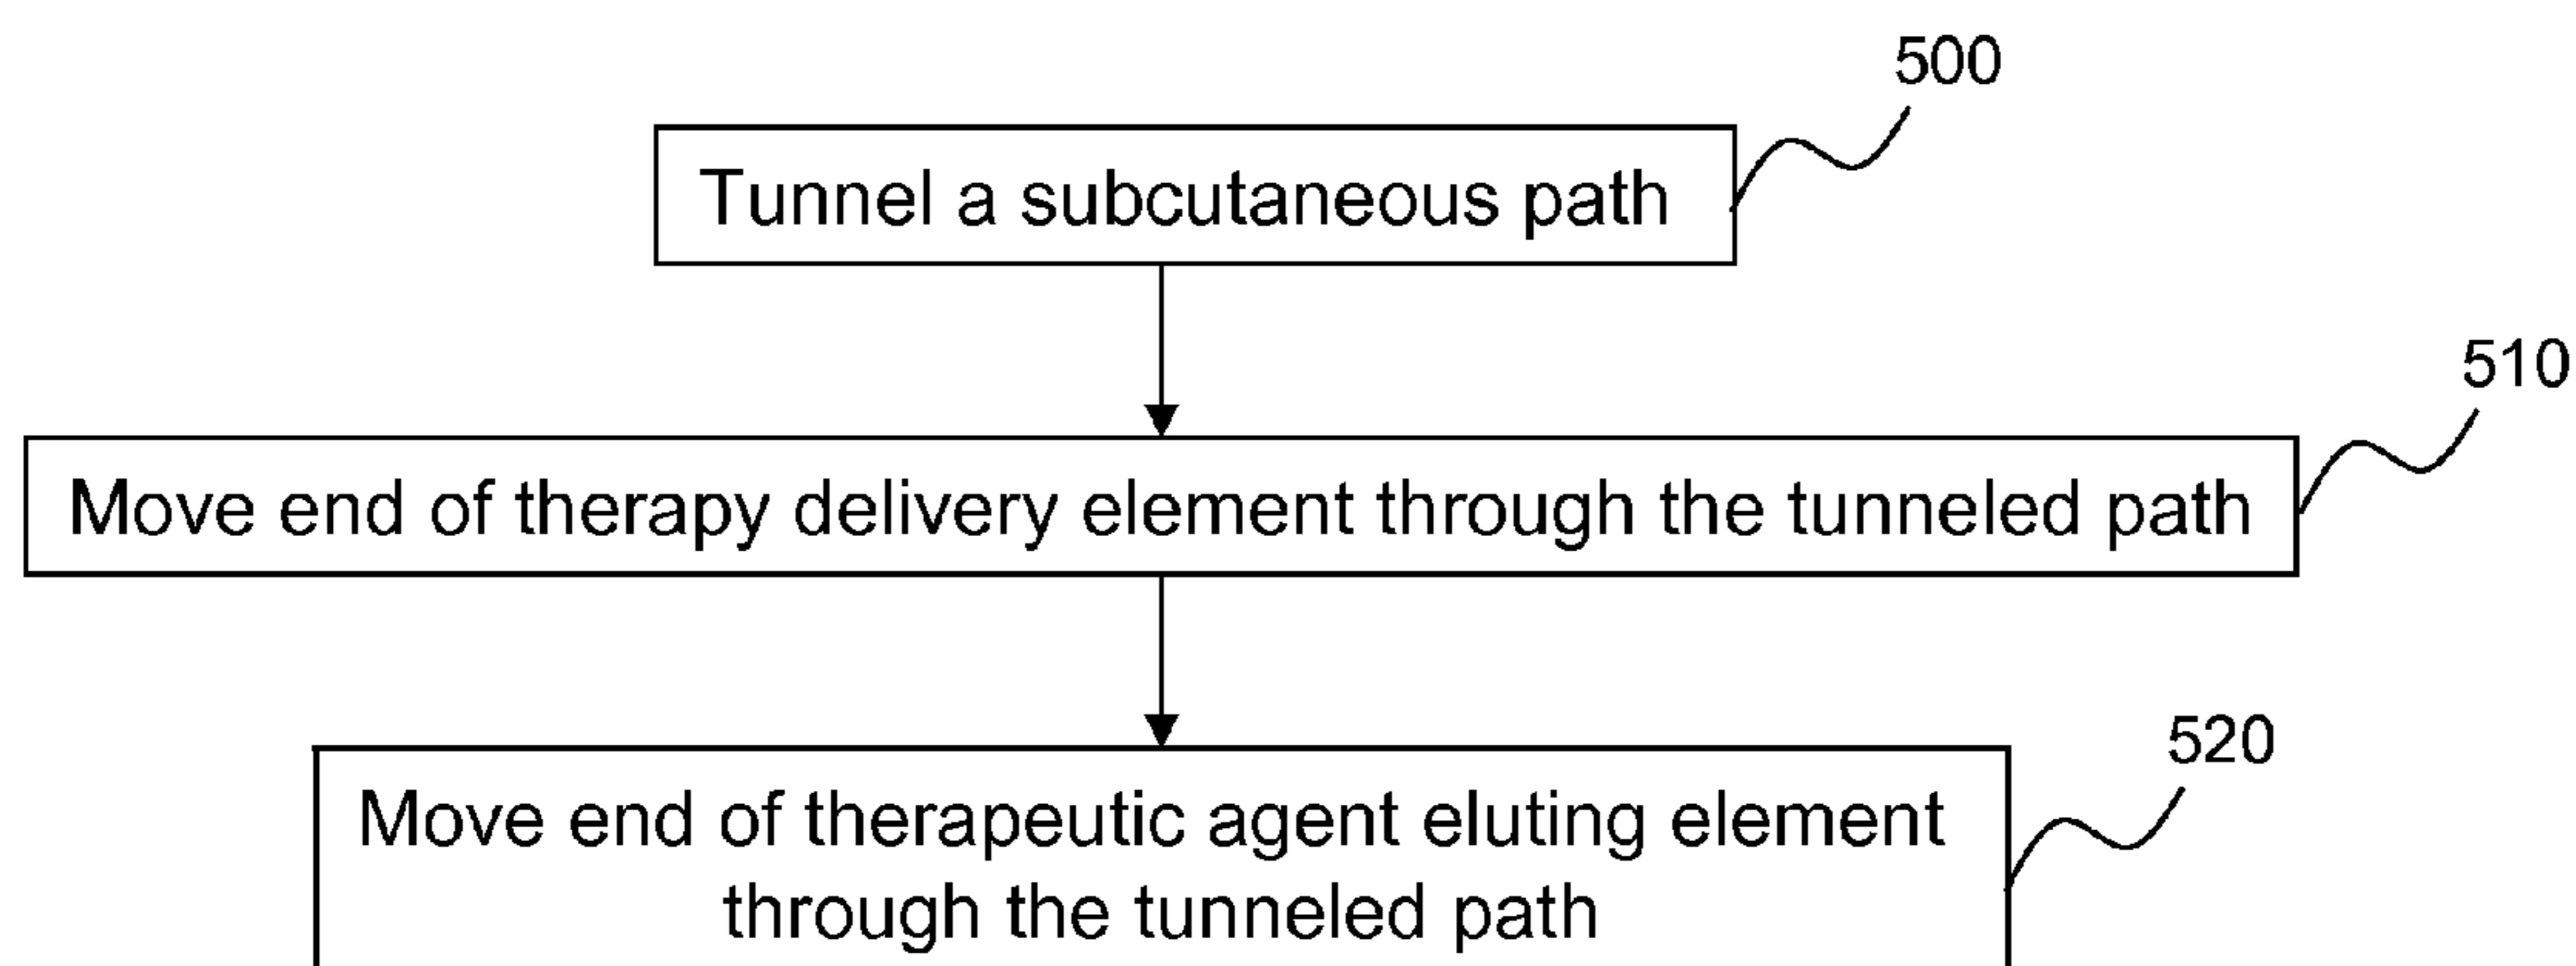 500
Tunnel a subcutaneous path
510
Move end of therapy delivery element through the tunneled path
520
Move end of therapeutic agent eluting element
through the tunneled path